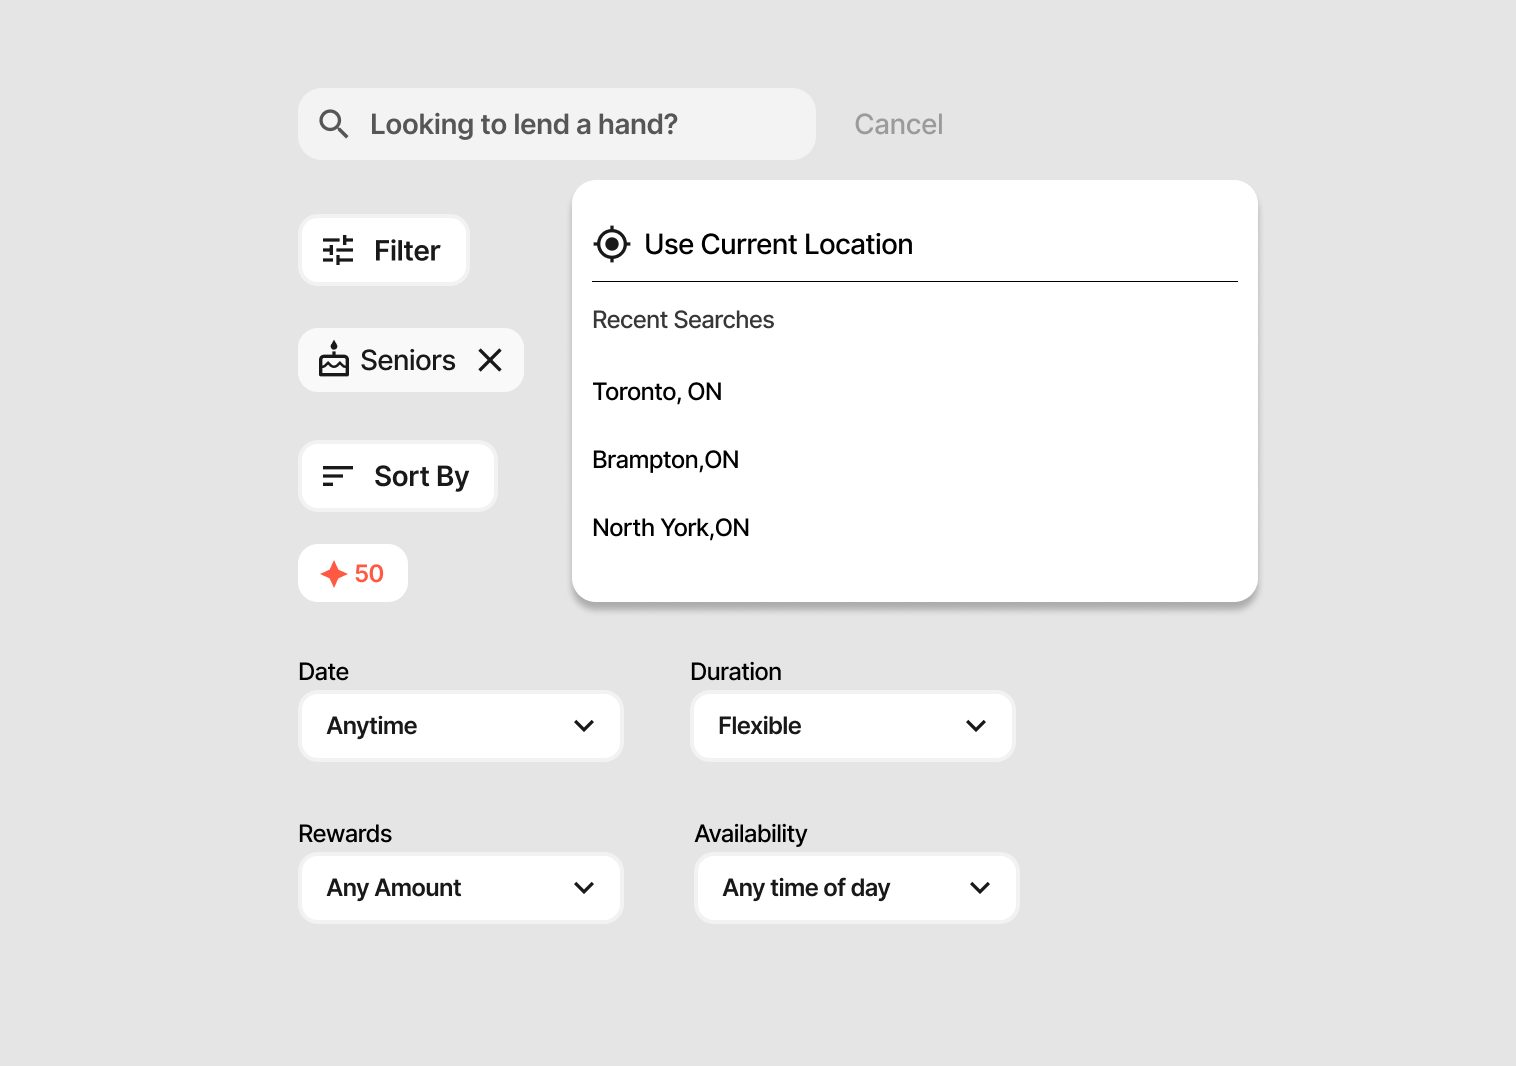 Looking to lend a hand?
Cancel
Filter
Seniors
Sort By
50
Use Current Location
Recent Searches
Toronto, ON
Brampton,ON
North York,ON
Date
Anytime
Duration
Flexible
Rewards
Any Amount
Availability
Any time of day